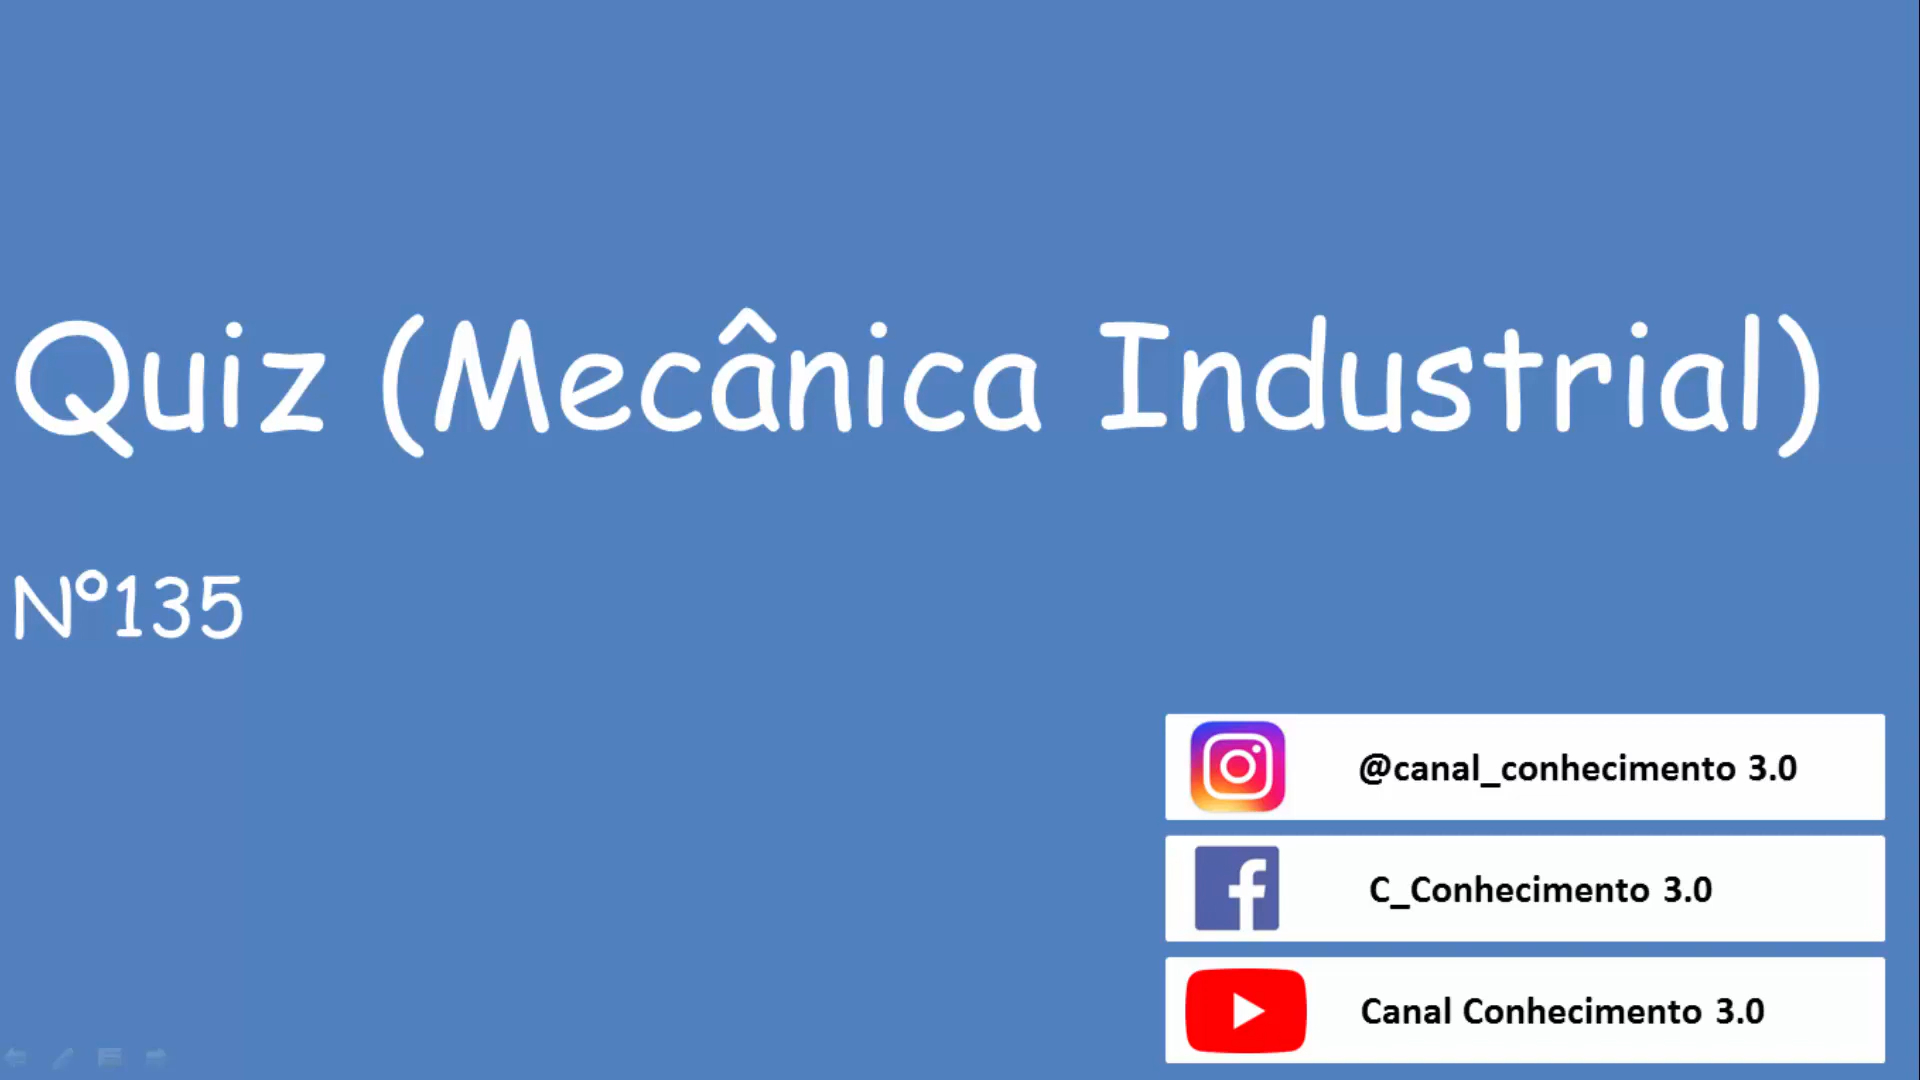 Quiz (Mecânica Industrial)
Nº135
@canal_conhecimento 3.0
C_Conhecimento 3.0
Canal Conhecimento 3.0